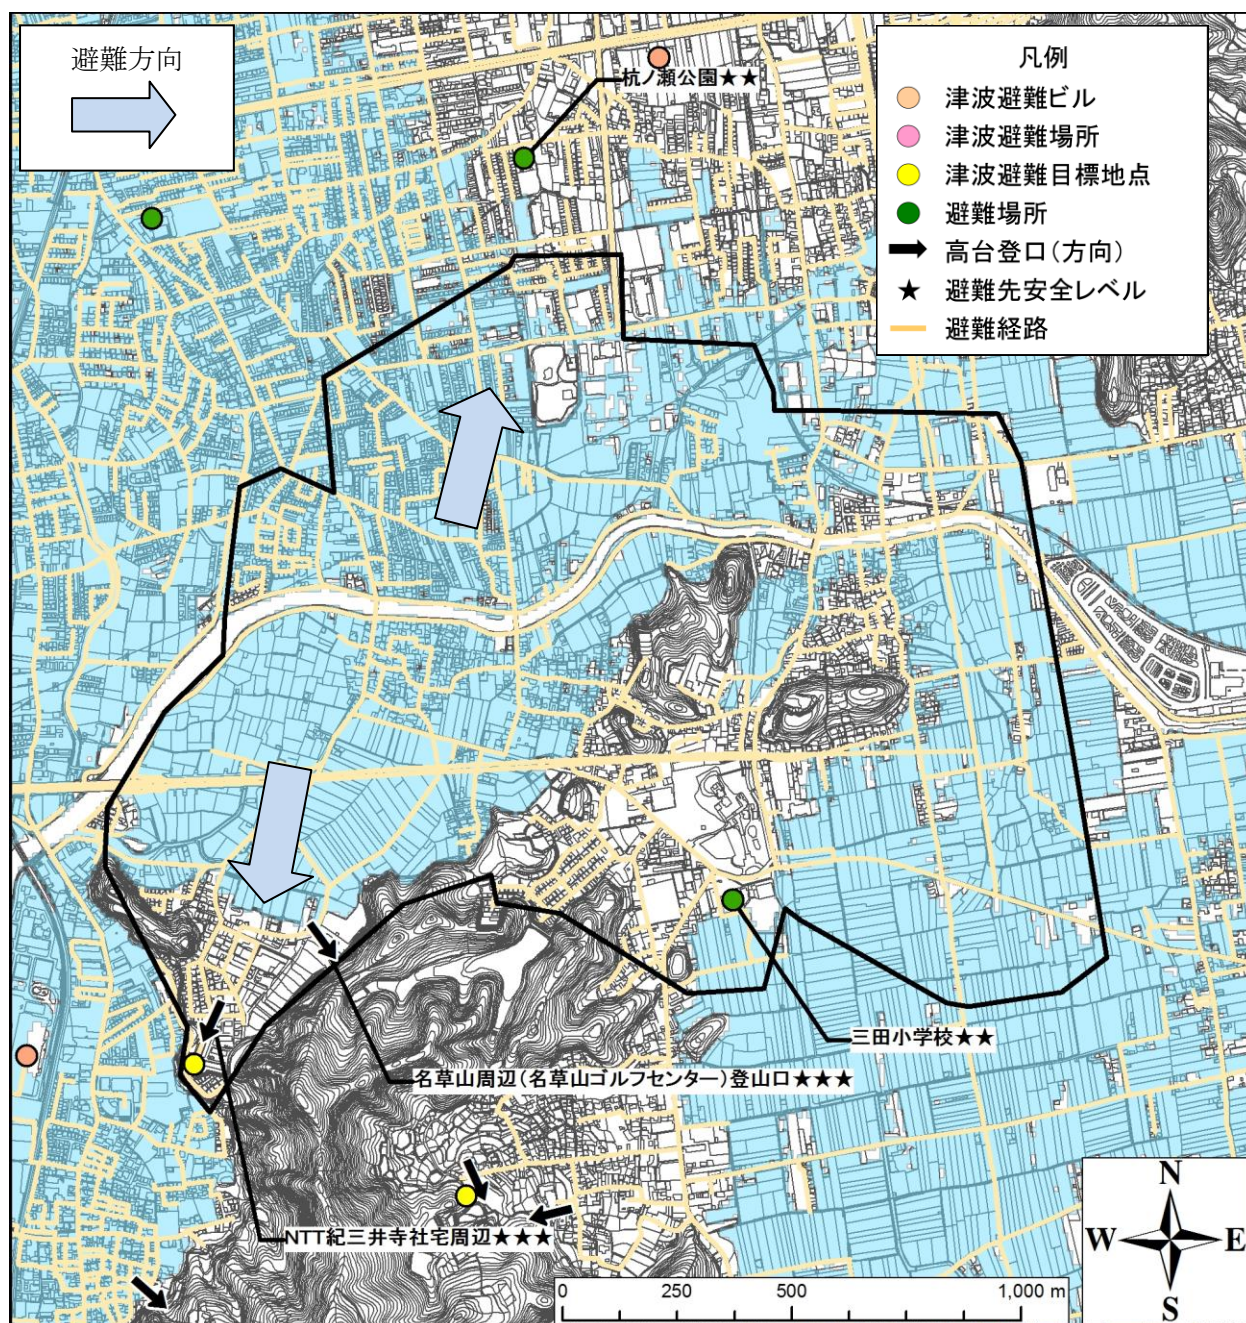 避難方向
凡例
津波避難ビル
津波避難場所
津波避難目標地点
避難場所
高台登口(方向)
★ 避難先安全レベル
避難経路
杭ノ瀬公園★★
三田小学校★★
名草山周辺(名草山ゴルフセンター)登山口★★★
NTT紀三井寺社宅周辺★★★
N
W E
S
0 250 500 1,000 m